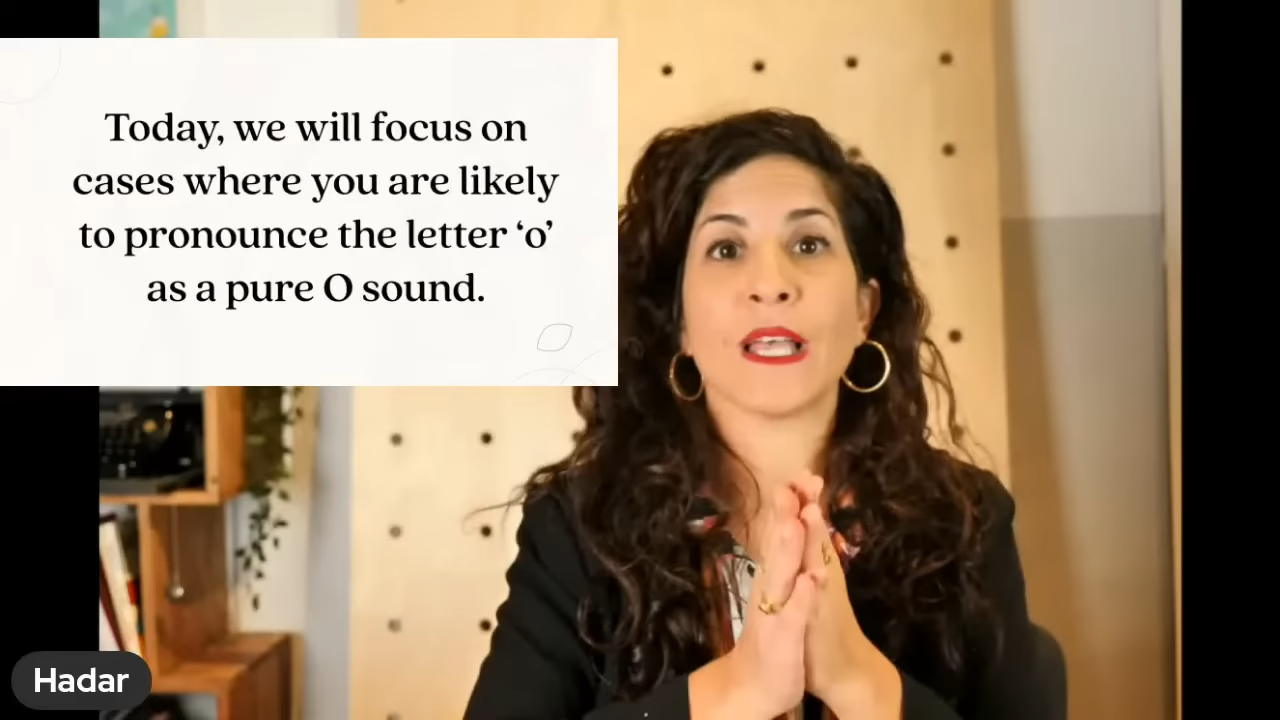 Today, we will focus on
cases where you are likely
to pronounce the letter ‘o’
as a pure O sound.
Hadar